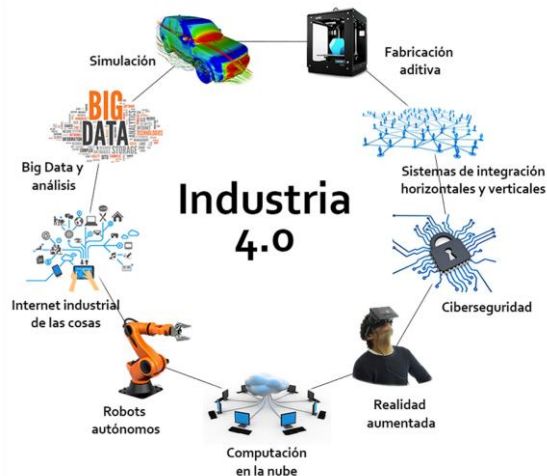 Industria
4.0
Simulación
Fabricación
aditiva
BIG
DATA
Big Data y
análisis
Sistemas de integración
horizontales y verticales
Internet industrial
de las cosas
Ciberseguridad
Robots
autónomos
Realidad
aumentada
Computación
en la nube